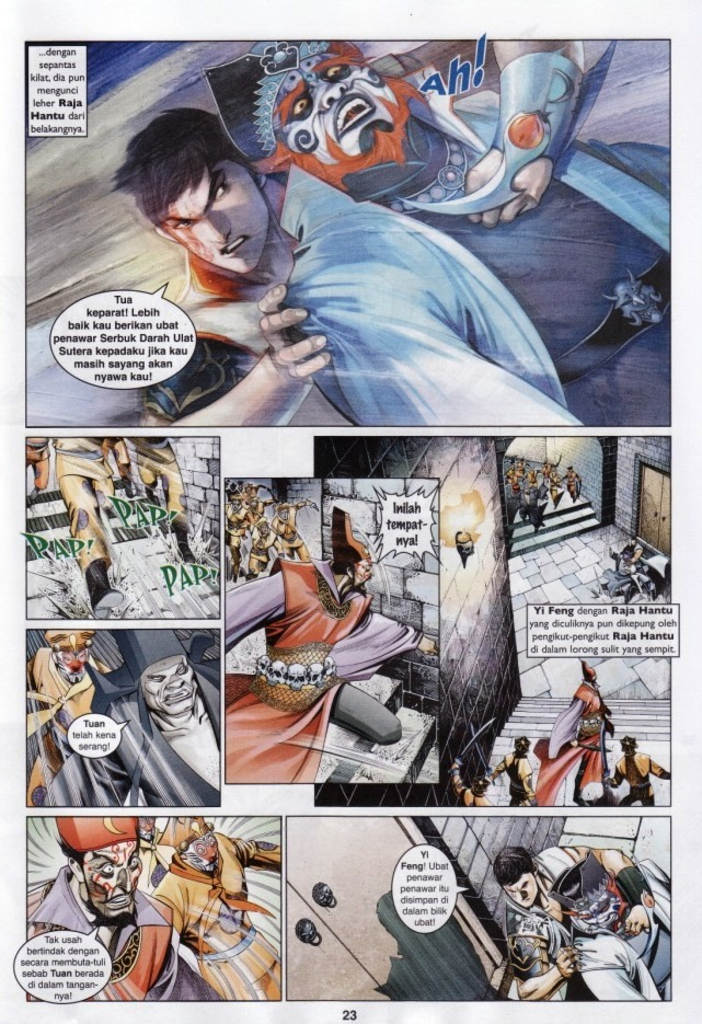 ...dengan
sepantas
kilat, dia pun
mengunci
leher Raja
Hantu dari
belakangnya.
Ah!
Tua
keparat! Lebih
baik kau berikan ubat
penawar Serbuk Darah Ulat
Sutera kepadaku jika kau
masih sayang akan
nyawa kau!
PAP!
PAP!
PAP!
Inilah
tempat-
nya!
Yi Feng dengan Raja Hantu
yang diculiknya pun dikepung oleh
pengikut-pengikut Raja Hantu
di dalam lorong sulit yang sempit.
Tuan
telah kena
serang!
Tak usah
bertindak dengan
secara membuta-tuli
sebab Tuan berada
di dalam tangan-
nya!
Yi
Feng! Ubat
penawar
penawar itu
disimpan di
dalam bilik
ubat!
23